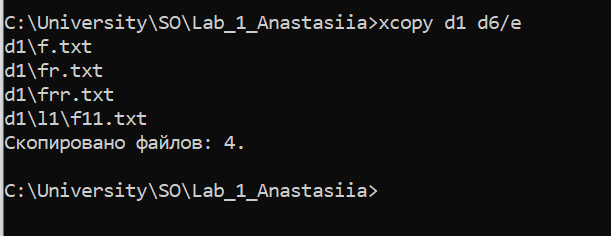 C:\University\SO\Lab_1_Anastasiia>xcopy d1 d6/e
d1\f.txt
d1\fr.txt
d1\frr.txt
d1\l1\f11.txt
Скопировано файлов: 4.
C:\University\SO\Lab_1_Anastasiia>